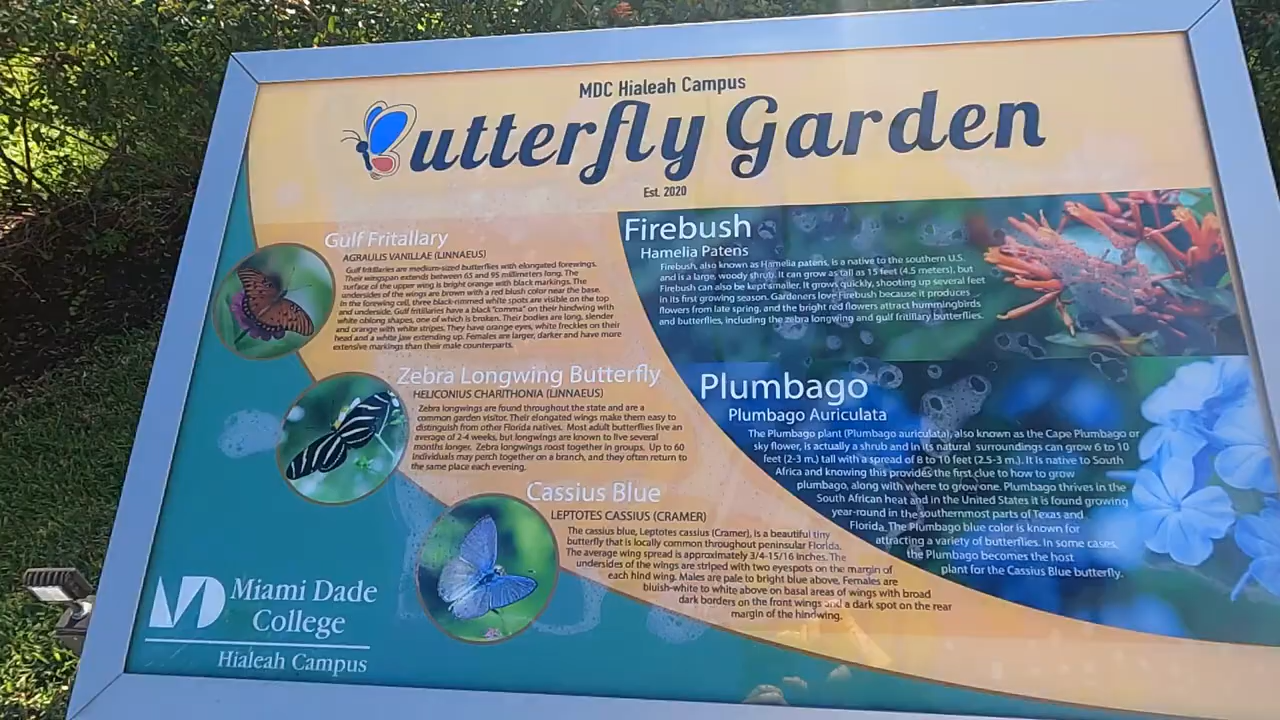 MDC Hialeah Campus
Butterfly Garden
Est. 2020
Gulf Fritallary
AGRAULIS VANILLAE (LINNAEUS)
Gulf fritillaries are medium-sized butterflies with elongated forewings.
Their wingspan extends between 65 and 95 millimeters long. The
surface of the upper wing is bright orange with black markings. The
undersides of the wings are brown with a red blush color near the base.
In the forewing cell, three black-rimmed white spots are visible on the top
and underside. Gulf fritillaries have a black "comma" on their hindwing with
white oblong shapes, one of which is broken. Their bodies are long, slender
and orange with white stripes. They have orange eyes, white freckles on their
head and a white jaw extending up. Females are larger, darker and have more
extensive markings than their male counterparts.
Zebra Longwing Butterfly
HELICONIUS CHARITHONIA (LINNAEUS)
Zebra longwings are found throughout the state and are a
common garden visitor. Their elongated wings make them easy to
distinguish from other Florida natives. Most adult butterflies live an
average of 2-4 weeks, but longwings are known to live several
months longer. Zebra longwings roost together in groups. Up to 60
individuals may perch together on a branch, and they often return to
the same place each evening.
Cassius Blue
LEPTOTES CASSIUS (CRAMER)
The cassius blue, Leptotes cassius (Cramer), is a beautiful tiny
butterfly that is locally common throughout peninsular Florida.
The average wing spread is approximately 3/4-15/16 inches. The
undersides of the wings are striped with two eyespots on the margin of
each hind wing. Males are pale to bright blue above. Females are
bluish-white to white above on basal areas of wings with broad
dark borders on the front wings and a dark spot on the rear
margin of the hindwing.
Firebush
Hamelia Patens
Firebush, also known as Hamelia patens, is a native to the southern U.S.
and is a large, woody shrub. It can grow as tall as 15 feet (4.5 meters), but
Firebush can also be kept smaller. It grows quickly, shooting up several feet
in its first growing season. Gardeners love Firebush because it produces
flowers from late spring, and the bright red flowers attract hummingbirds
and butterflies, including the zebra longwing and gulf fritillary butterflies.
Plumbago
Plumbago Auriculata
The Plumbago plant (Plumbago auriculata), also known as the Cape Plumbago or
sky flower, is actually a shrub and in its natural surroundings can grow 6 to 10
feet (2-3 m.) tall with a spread of 8 to 10 feet (2.5-3 m.). It is native to South
Africa and knowing this provides the first clue to how to grow
plumbago, along with where to grow one. Plumbago thrives in the
South African heat and in the United States it is found growing
year-round in the southernmost parts of Texas and
Florida. The Plumbago blue color is known for
attracting a variety of butterflies. In some cases,
the Plumbago becomes the host
plant for the Cassius Blue butterfly.
Miami Dade
College
Hialeah Campus